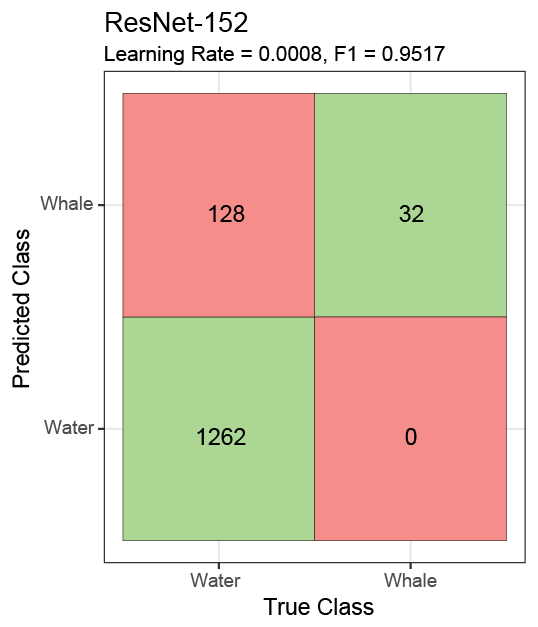 ResNet-152
Learning Rate = 0.0008, F1 = 0.9517
Predicted Class
Whale
128
32
Water
1262
0
Water
Whale
True Class